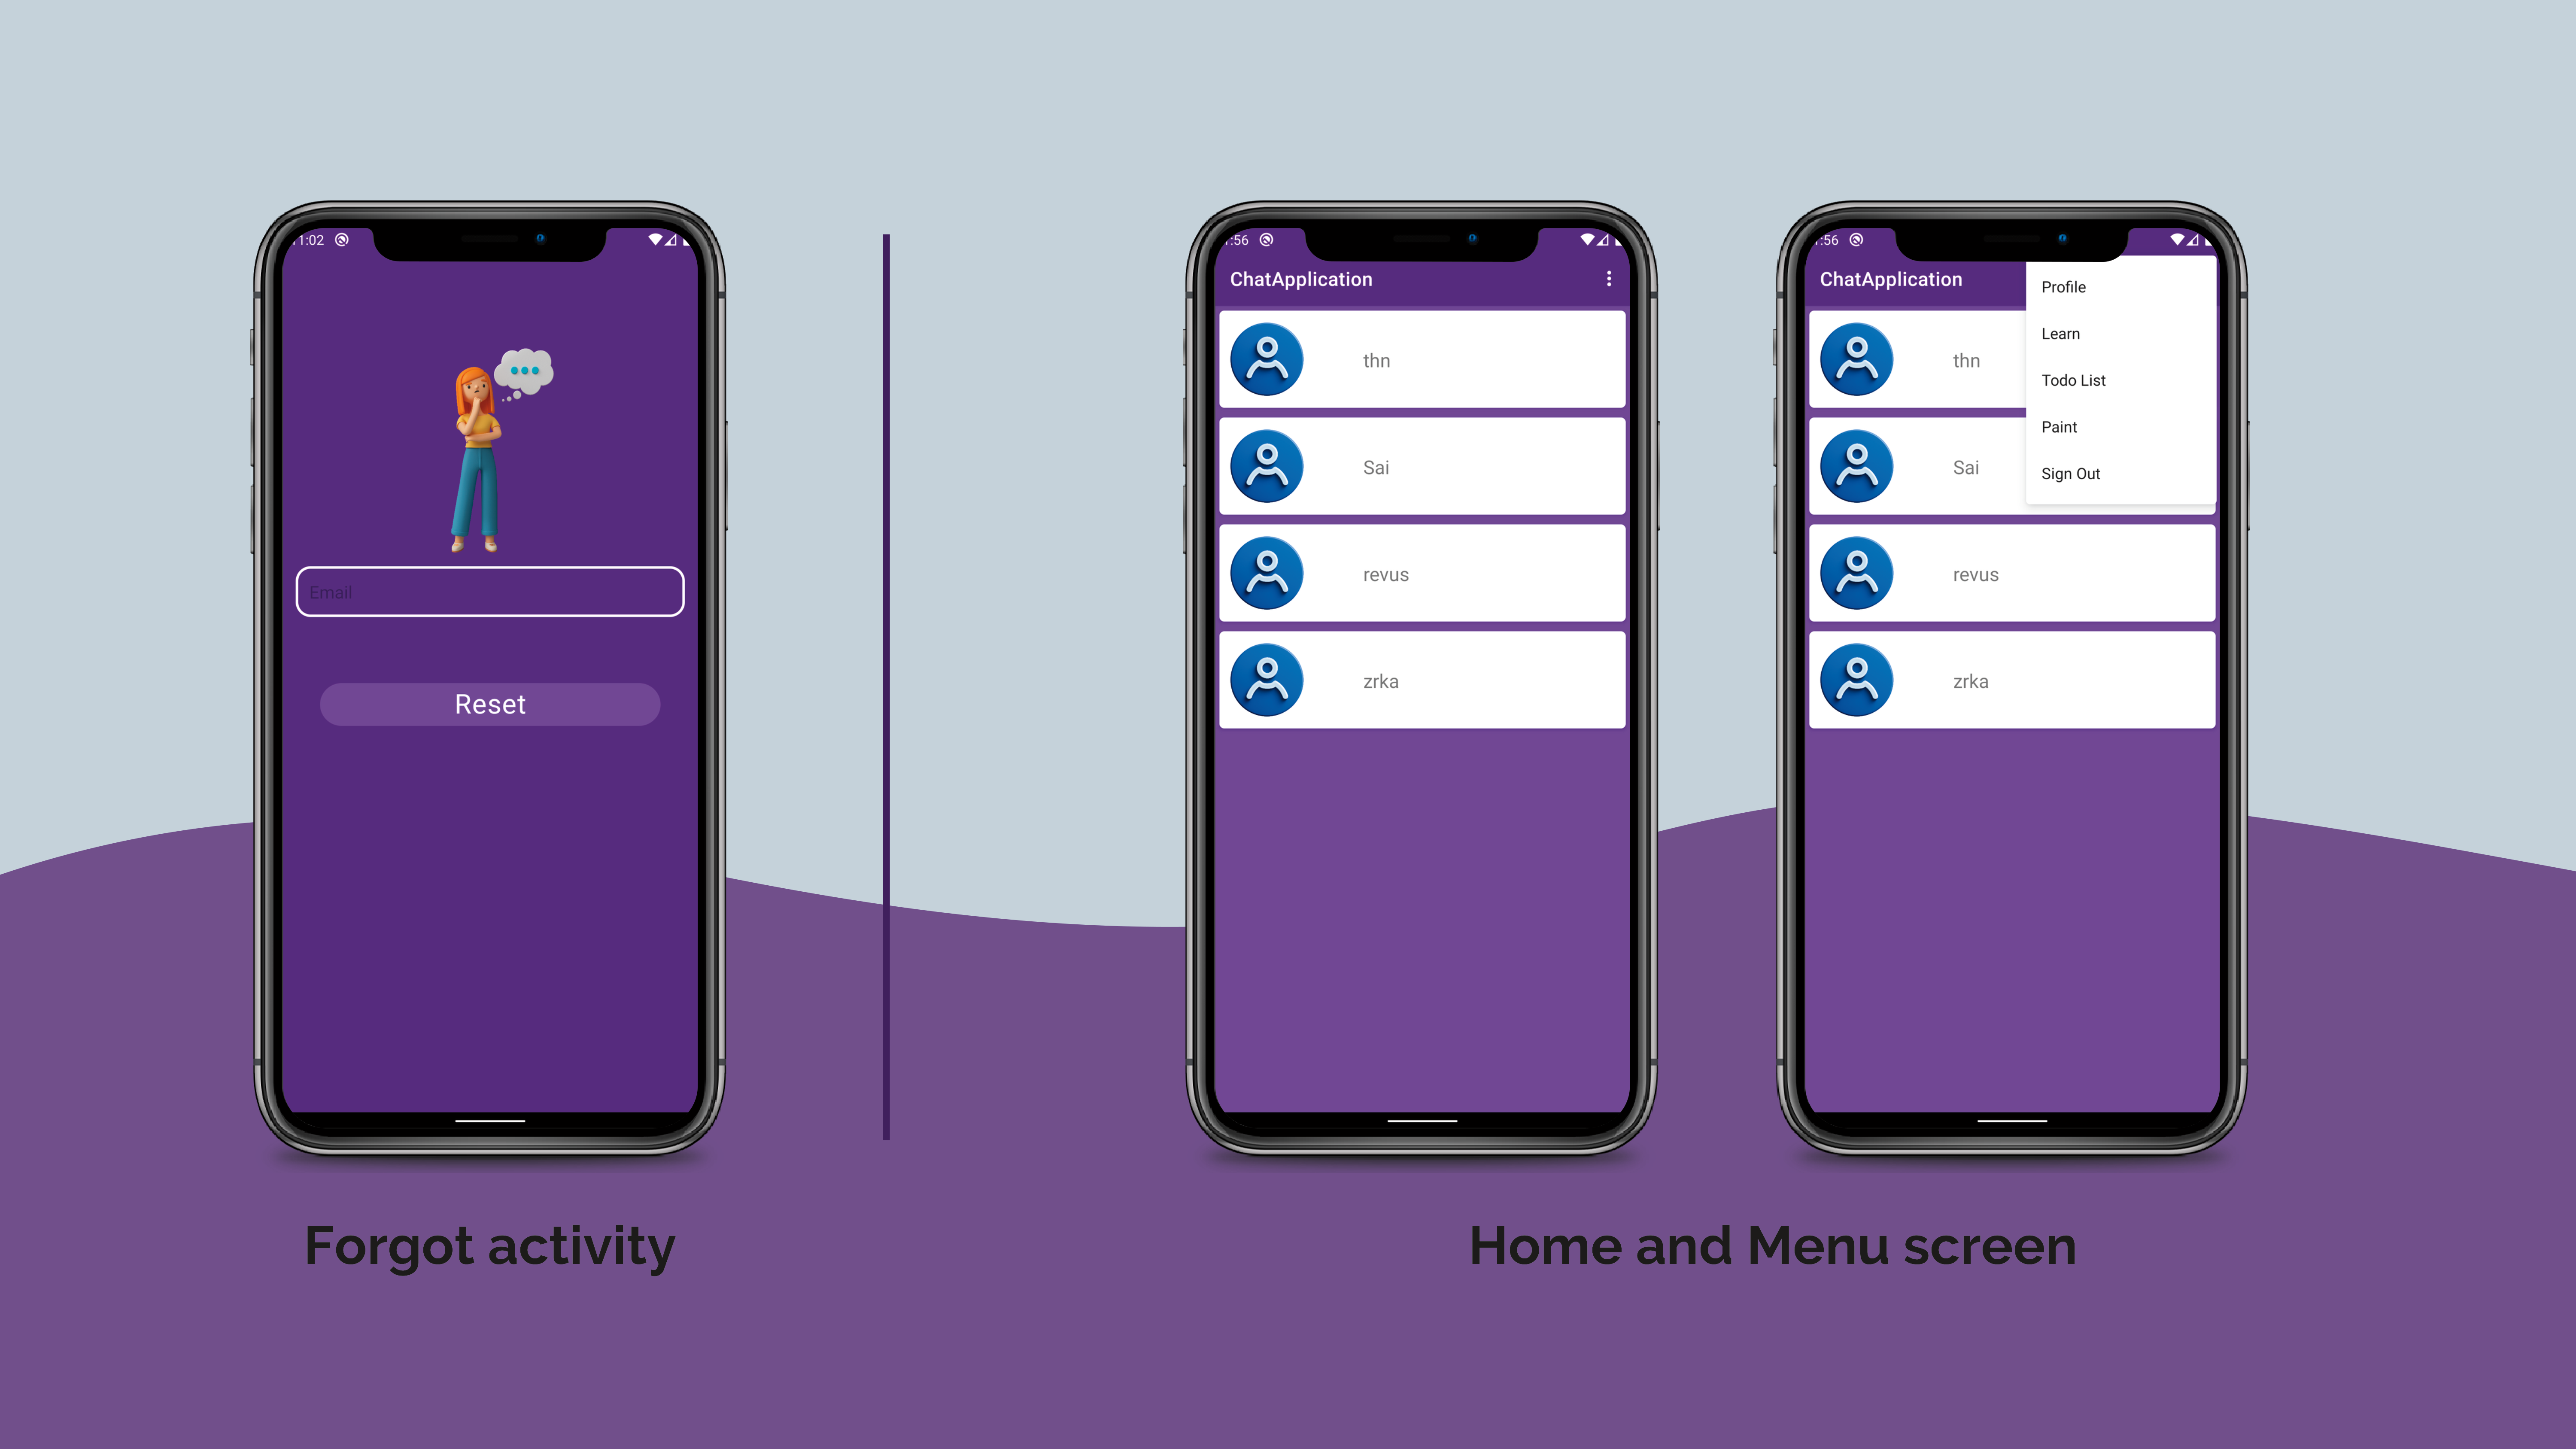 11:02
Email
Reset
Forgot activity
:56
ChatApplication
thn
Sai
revus
zrka
:56
ChatApplication
Profile
Learn
Todo List
Paint
Sign Out
thn
Sai
revus
zrka
Home and Menu screen